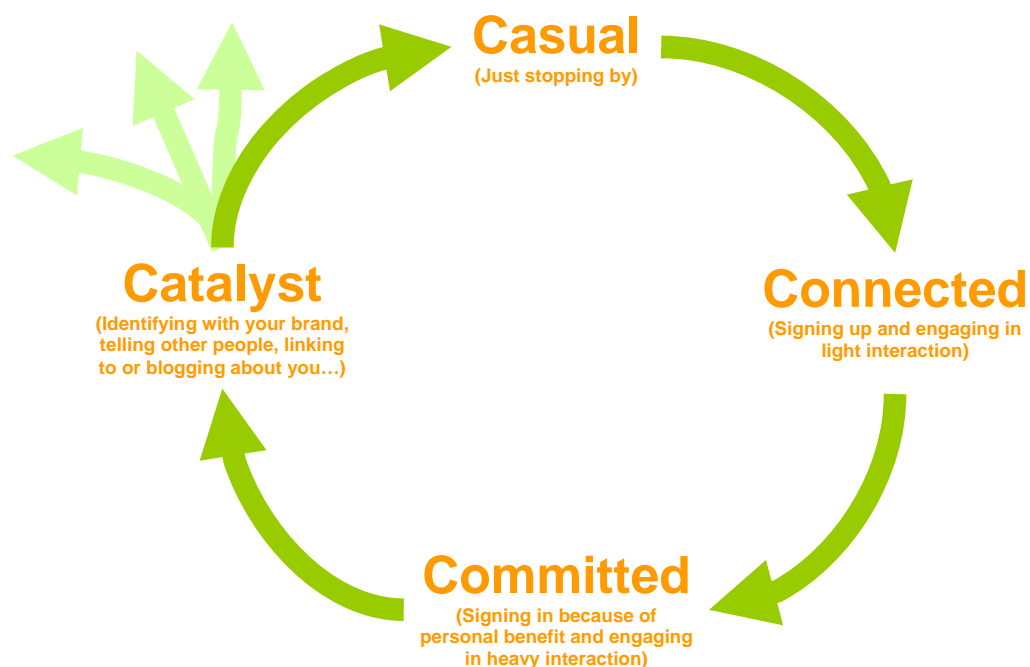 Casual
(Just stopping by)
Connected
(Signing up and engaging in
light interaction)
Committed
(Signing in because of
personal benefit and engaging
in heavy interaction)
Catalyst
(Identifying with your brand,
telling other people, linking
to or blogging about you…)